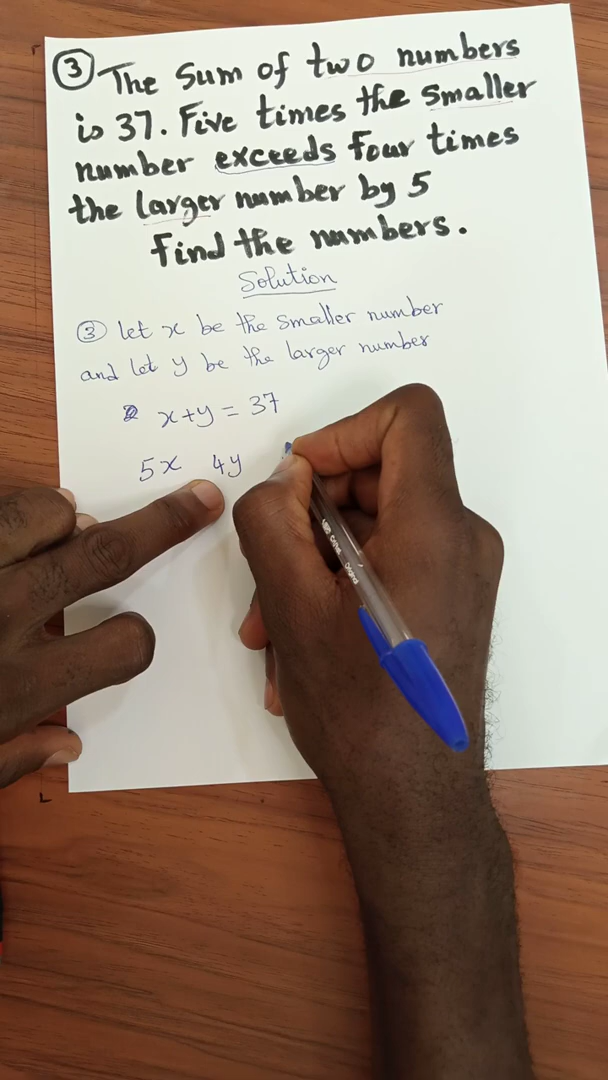 ③ The Sum of two numbers
is 37. Five times the smaller
number exceeds four times
the larger number by 5
Find the numbers.
Solution
③ let x be the smaller number
and let y be the larger number
x+y = 37
5x 4y